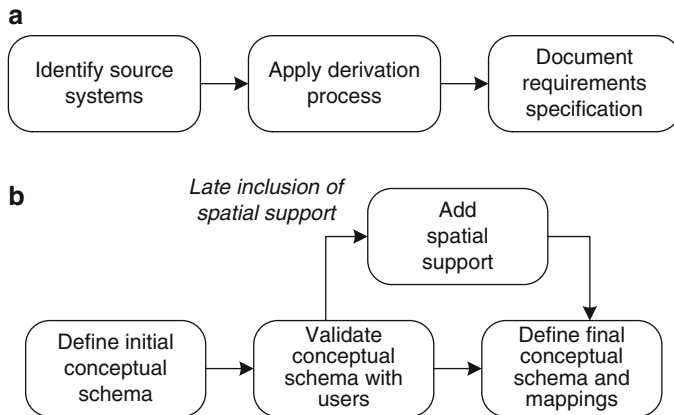 a
Identify source
systems
Apply derivation
process
Document
requirements
specification
b
Late inclusion of
spatial support
Add
spatial
support
Define initial
conceptual
schema
Validate
conceptual
schema with
users
Define final
conceptual
schema and
mappings